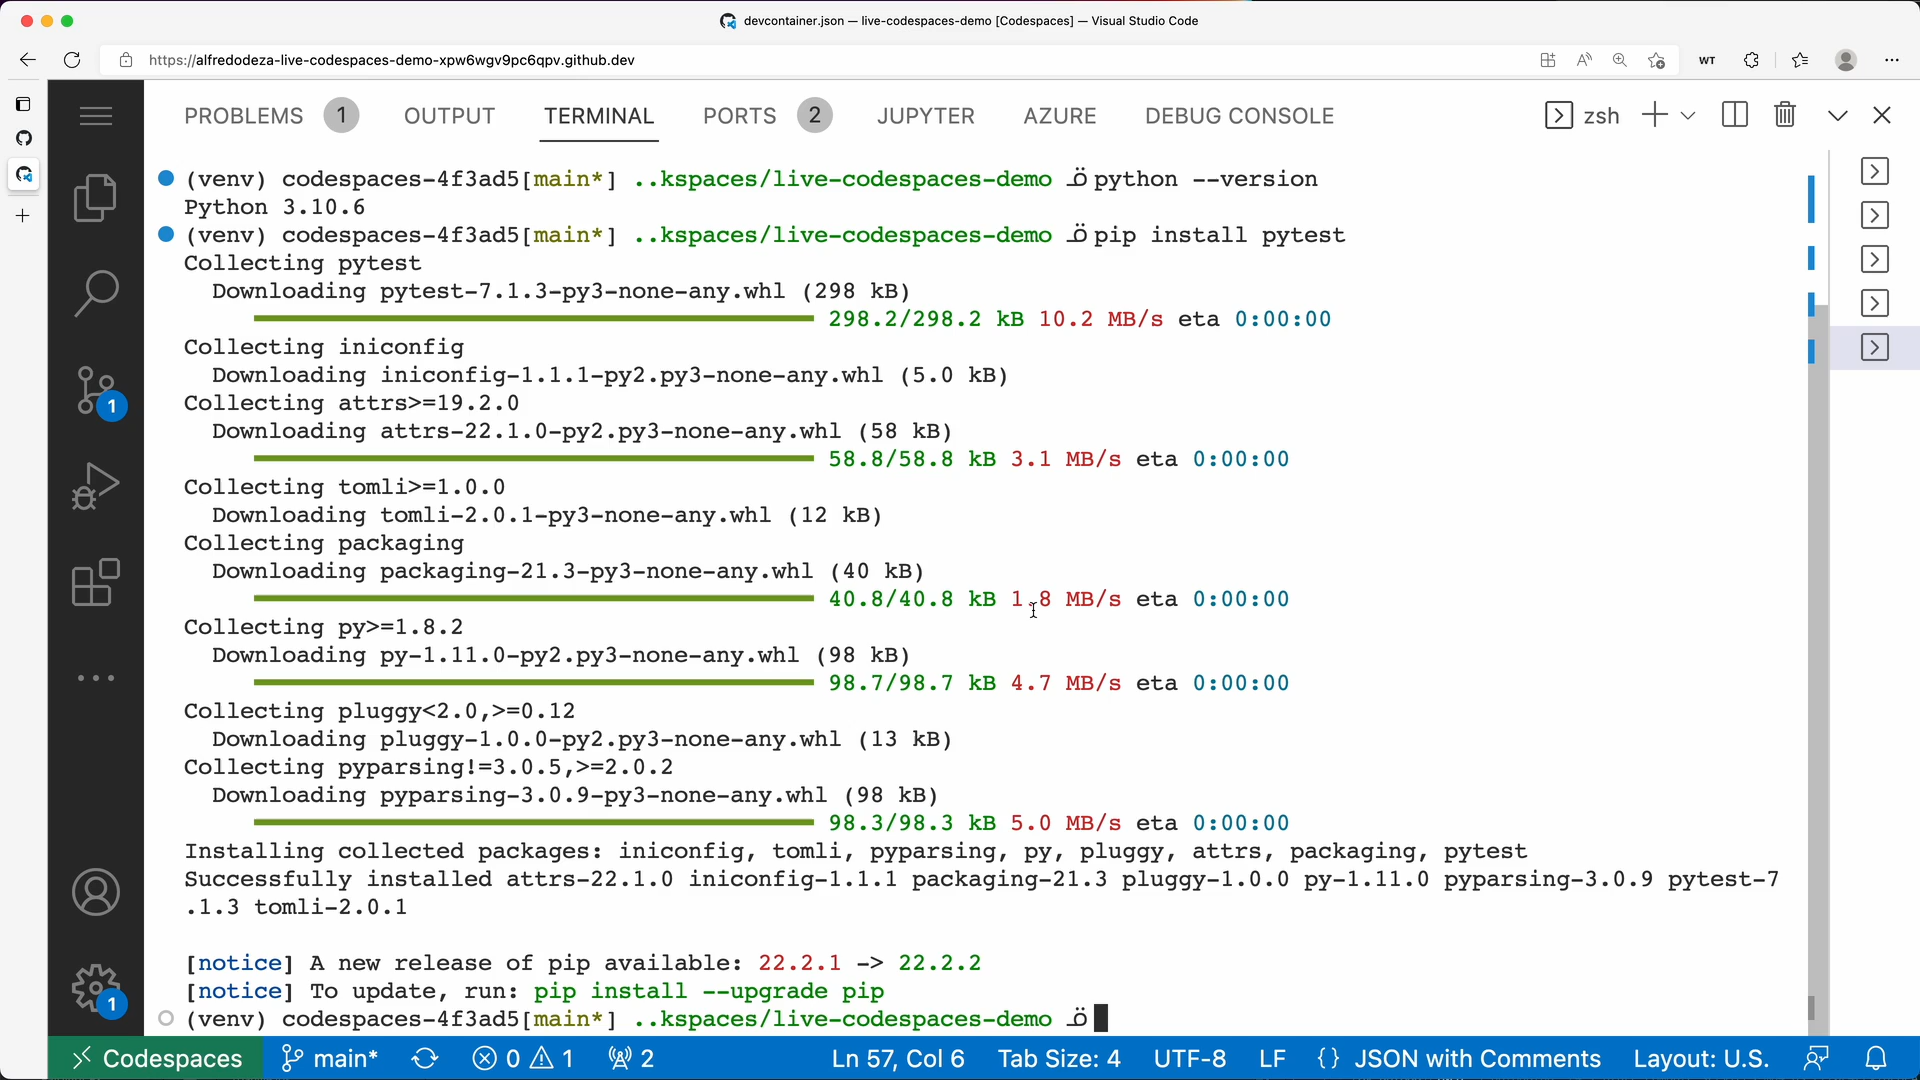 devcontainer.json — live-codespaces-demo [Codespaces] — Visual Studio Code
https://alfredodeza-live-codespaces-demo-xpw6wgv9pc6qpv.github.dev
WT
PROBLEMS 1 OUTPUT TERMINAL PORTS 2 JUPYTER AZURE DEBUG CONSOLE zsh
(venv) codespaces-4f3ad5[main*] ..kspaces/live-codespaces-demo python --version
Python 3.10.6
(venv) codespaces-4f3ad5[main*] ..kspaces/live-codespaces-demo pip install pytest
Collecting pytest
Downloading pytest-7.1.3-py3-none-any.whl (298 kB)
298.2/298.2 kB 10.2 MB/s eta 0:00:00
Collecting iniconfig
Downloading iniconfig-1.1.1-py2.py3-none-any.whl (5.0 kB)
Collecting attrs>=19.2.0
Downloading attrs-22.1.0-py2.py3-none-any.whl (58 kB)
58.8/58.8 kB 3.1 MB/s eta 0:00:00
Collecting tomli>=1.0.0
Downloading tomli-2.0.1-py3-none-any.whl (12 kB)
Collecting packaging
Downloading packaging-21.3-py3-none-any.whl (40 kB)
40.8/40.8 kB 1.8 MB/s eta 0:00:00
Collecting py>=1.8.2
Downloading py-1.11.0-py2.py3-none-any.whl (98 kB)
98.7/98.7 kB 4.7 MB/s eta 0:00:00
Collecting pluggy<2.0,>=0.12
Downloading pluggy-1.0.0-py2.py3-none-any.whl (13 kB)
Collecting pyparsing!=3.0.5,>=2.0.2
Downloading pyparsing-3.0.9-py3-none-any.whl (98 kB)
98.3/98.3 kB 5.0 MB/s eta 0:00:00
Installing collected packages: iniconfig, tomli, pyparsing, py, pluggy, attrs, packaging, pytest
Successfully installed attrs-22.1.0 iniconfig-1.1.1 packaging-21.3 pluggy-1.0.0 py-1.11.0 pyparsing-3.0.9 pytest-7
.1.3 tomli-2.0.1
[notice] A new release of pip available: 22.2.1 -> 22.2.2
[notice] To update, run: pip install --upgrade pip
(venv) codespaces-4f3ad5[main*] ..kspaces/live-codespaces-demo
1
1
Codespaces main* 0 1 2 Ln 57, Col 6 Tab Size: 4 UTF-8 LF {} JSON with Comments Layout: U.S.